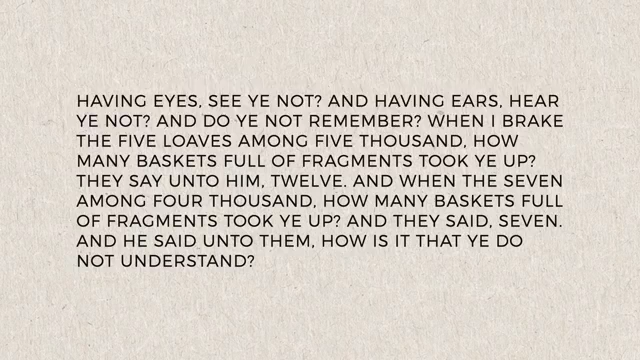 HAVING EYES, SEE YE NOT? AND HAVING EARS, HEAR
YE NOT? AND DO YE NOT REMEMBER? WHEN I BRAKE
THE FIVE LOAVES AMONG FIVE THOUSAND, HOW
MANY BASKETS FULL OF FRAGMENTS TOOK YE UP?
THEY SAY UNTO HIM, TWELVE. AND WHEN THE SEVEN
AMONG FOUR THOUSAND, HOW MANY BASKETS FULL
OF FRAGMENTS TOOK YE UP? AND THEY SAID, SEVEN.
AND HE SAID UNTO THEM, HOW IS IT THAT YE DO
NOT UNDERSTAND?